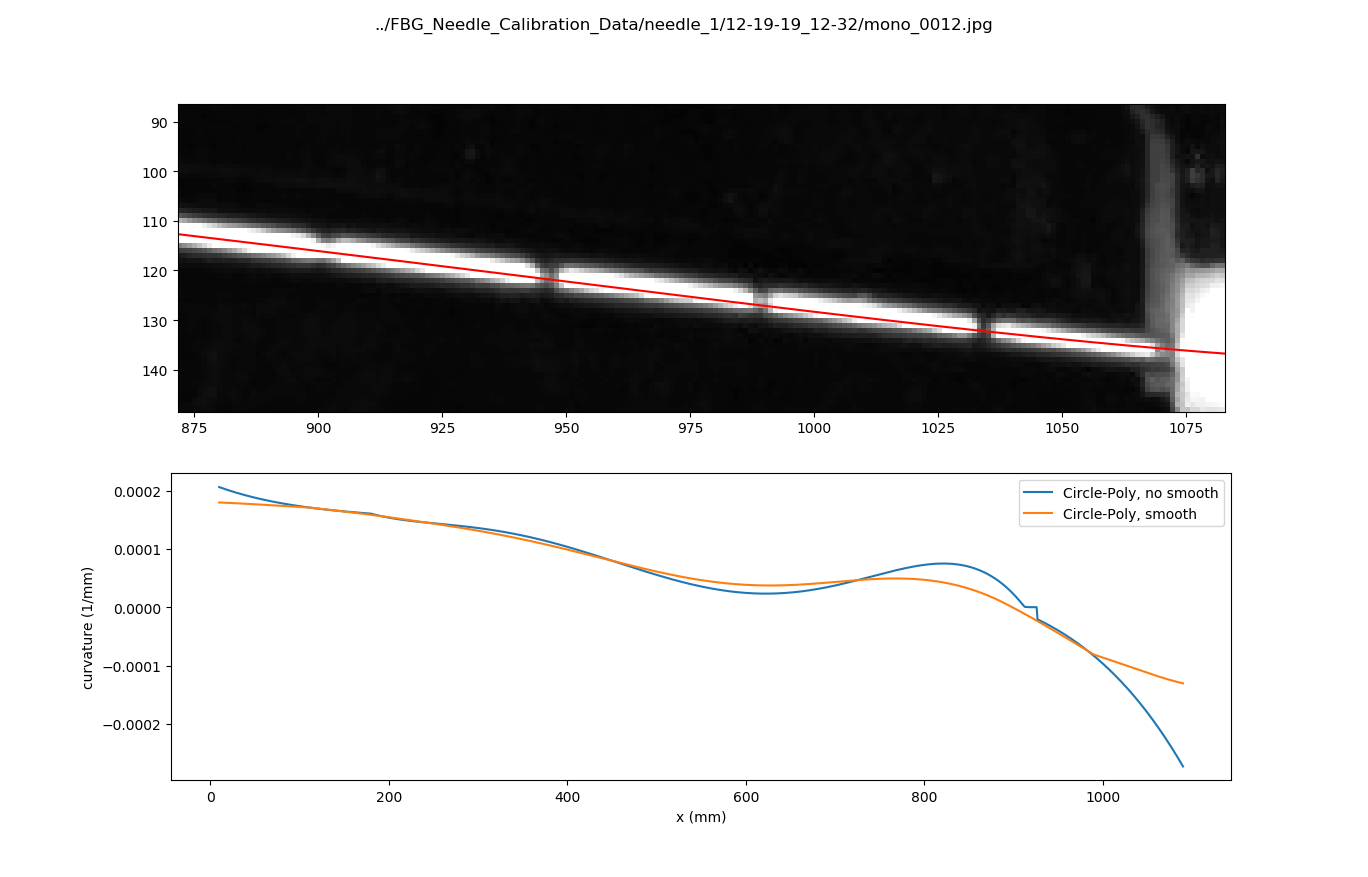 ../FBG_Needle_Calibration_Data/needle_1/12-19-19_12-32/mono_0012.jpg
90
100
110
120
130
140
875 900 925 950 975 1000 1025 1050 1075
Circle-Poly, no smooth
Circle-Poly, smooth
0.0002
0.0001
0.0000
−0.0001
−0.0002
curvature (1/mm)
0 200 400 600 800 1000
x (mm)